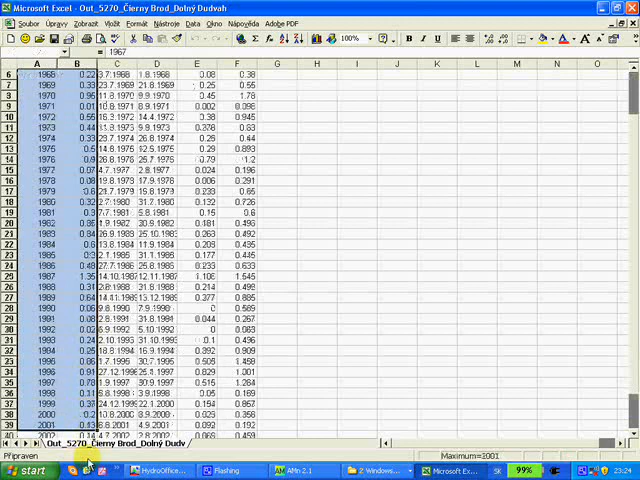 Microsoft Excel - Out_5270_Čierny Brod_Dolný Dudvah
Soubor Úpravy Zobrazit Vložit Formát Nástroje Data Okno Nápověda Adobe PDF
100%
= 1967
A B C D E F G H I J K L M N O
6 1968 0.22 3.7.1968 1.8.1968 0.08 0.38
7 1969 0.33 23.7.1969 21.8.1969 0.25 0.55
8 1970 0.95 11.8.1970 9.9.1970 0.45 1.78
9 1971 0.01 10.8.1971 8.9.1971 0.002 0.096
10 1972 0.55 16.3.1972 14.4.1972 0.38 0.945
11 1973 0.44 11.8.1973 9.9.1973 0.378 0.63
12 1974 0.33 23.7.1974 26.8.1974 0.26 0.44
13 1975 0.5 14.8.1975 12.5.1975 0.29 0.893
14 1976 0.9 26.8.1976 25.7.1976 0.79 1.2
15 1977 0.07 4.7.1977 2.8.1977 0.024 0.196
16 1978 0.08 19.8.1978 17.9.1978 0.006 0.291
17 1979 0.6 21.7.1979 15.8.1979 0.233 0.65
18 1980 0.32 2.7.1980 31.7.1980 0.132 0.726
19 1981 0.3 7.7.1981 5.8.1981 0.15 0.6
20 1982 0.36 1.9.1982 30.9.1982 0.181 0.493
21 1983 0.84 26.9.1983 25.10.1983 0.263 0.492
22 1984 0.6 13.8.1984 11.9.1984 0.208 0.435
23 1985 0.3 2.1.1985 31.1.1985 0.177 0.445
24 1986 0.48 27.7.1986 25.8.1986 0.233 0.633
25 1987 1.35 14.10.1987 12.11.1987 1.106 1.545
26 1988 0.31 2.8.1988 31.8.1988 0.214 0.492
27 1989 0.64 14.11.1989 13.12.1989 0.377 0.885
28 1990 0.06 9.8.1990 7.9.1990 0 0.589
29 1991 0.08 2.8.1991 31.8.1991 0.044 0.267
30 1992 0.02 6.9.1992 5.10.1992 0 0.063
31 1993 0.24 2.10.1993 31.10.1993 0.1 0.496
32 1994 0.25 18.8.1994 16.9.1994 0.392 0.909
33 1995 0.86 1.7.1995 30.7.1995 0.505 1.459
34 1996 0.91 27.12.1996 25.1.1996 0.829 1.001
35 1997 0.78 1.9.1997 30.9.1997 0.515 1.264
36 1998 0.11 5.8.1998 3.9.1998 0.05 0.169
37 1999 0.37 24.12.1999 22.1.2000 0.194 0.867
38 2000 0.2 10.8.2000 3.9.2000 0.025 0.356
39 2001 0.13 6.8.2001 4.9.2001 0.092 0.192
40 2002 0.14 4.7.2002 2.8.2002 0.066 0.459
Out_5270_Čierny Brod_Dolný Dudv
Připraven Maximum=2001
start HydroOffice... Flashing AMn 2.1 2 Windows... Microsoft Exc... SK 99% 23:24